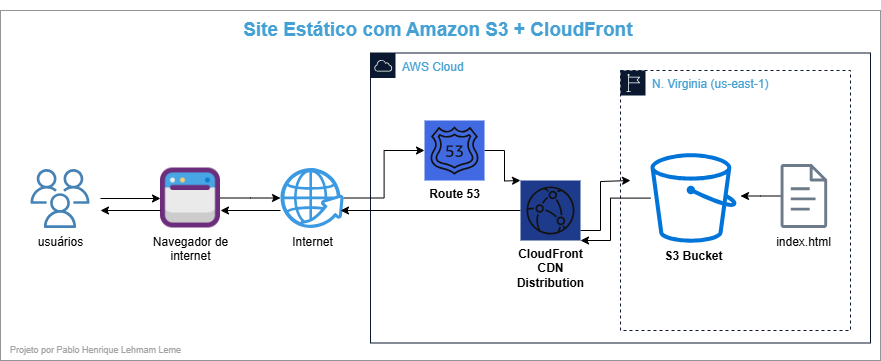 Site Estático com Amazon S3 + CloudFront
AWS Cloud
N. Virginia (us-east-1)
53
Route 53
usuários
Navegador de
internet
Internet
CloudFront
CDN
Distribution
S3 Bucket
index.html
Projeto por Pablo Henrique Lehmam Leme